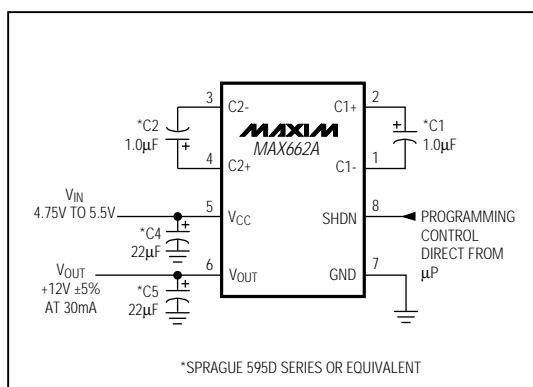 3
C2-
C1+
2
*C2
1.0µF
+
MAXIM
MAX662A
+
*C1
1.0µF
4
C2+
C1-
1
VIN
4.75V TO 5.5V
5
VCC
SHDN
8
PROGRAMMING
CONTROL
DIRECT FROM
µP
*C4
22µF
+
VOUT
+12V ±5%
AT 30mA
6
VOUT
GND
7
*C5
22µF
+
*SPRAGUE 595D SERIES OR EQUIVALENT